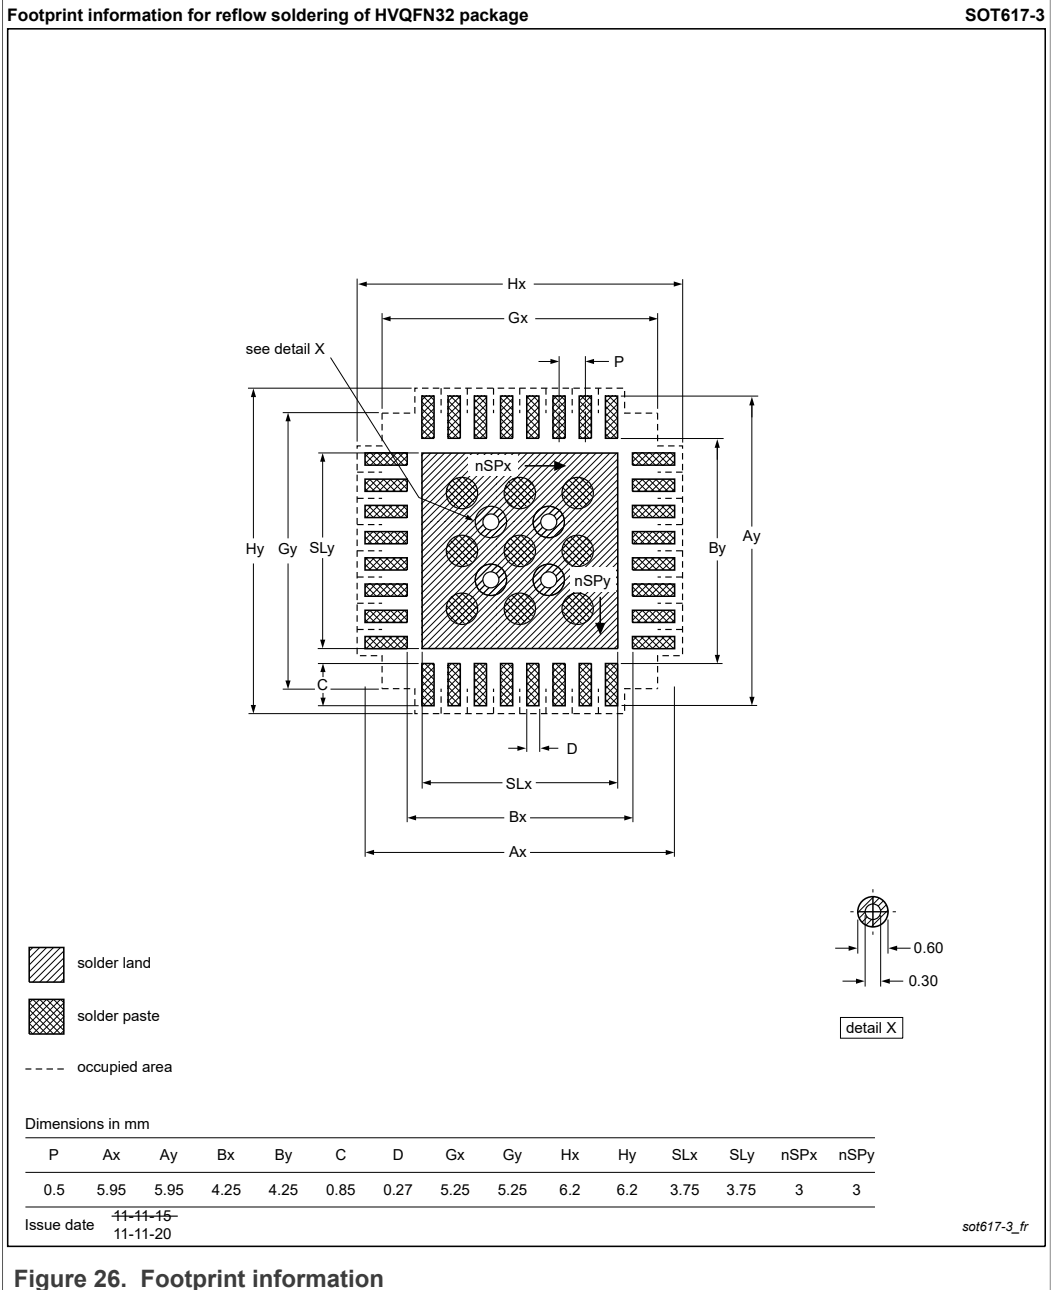 Footprint information for reflow soldering of HVQFN32 package SOT617-3
Hx
Gx
see detail X
P
nSPx
Hy Gy SLy By Ay
nSPy
C
D
SLx
Bx
Ax
0.60
solder land
0.30
solder paste
detail X
occupied area
Dimensions in mm
P Ax Ay Bx By C D Gx Gy Hx Hy SLx SLy nSPx nSPy
0.5 5.95 5.95 4.25 4.25 0.85 0.27 5.25 5.25 6.2 6.2 3.75 3.75 3 3
Issue date 11-11-15
11-11-20 sot617-3_fr
Figure 26. Footprint information